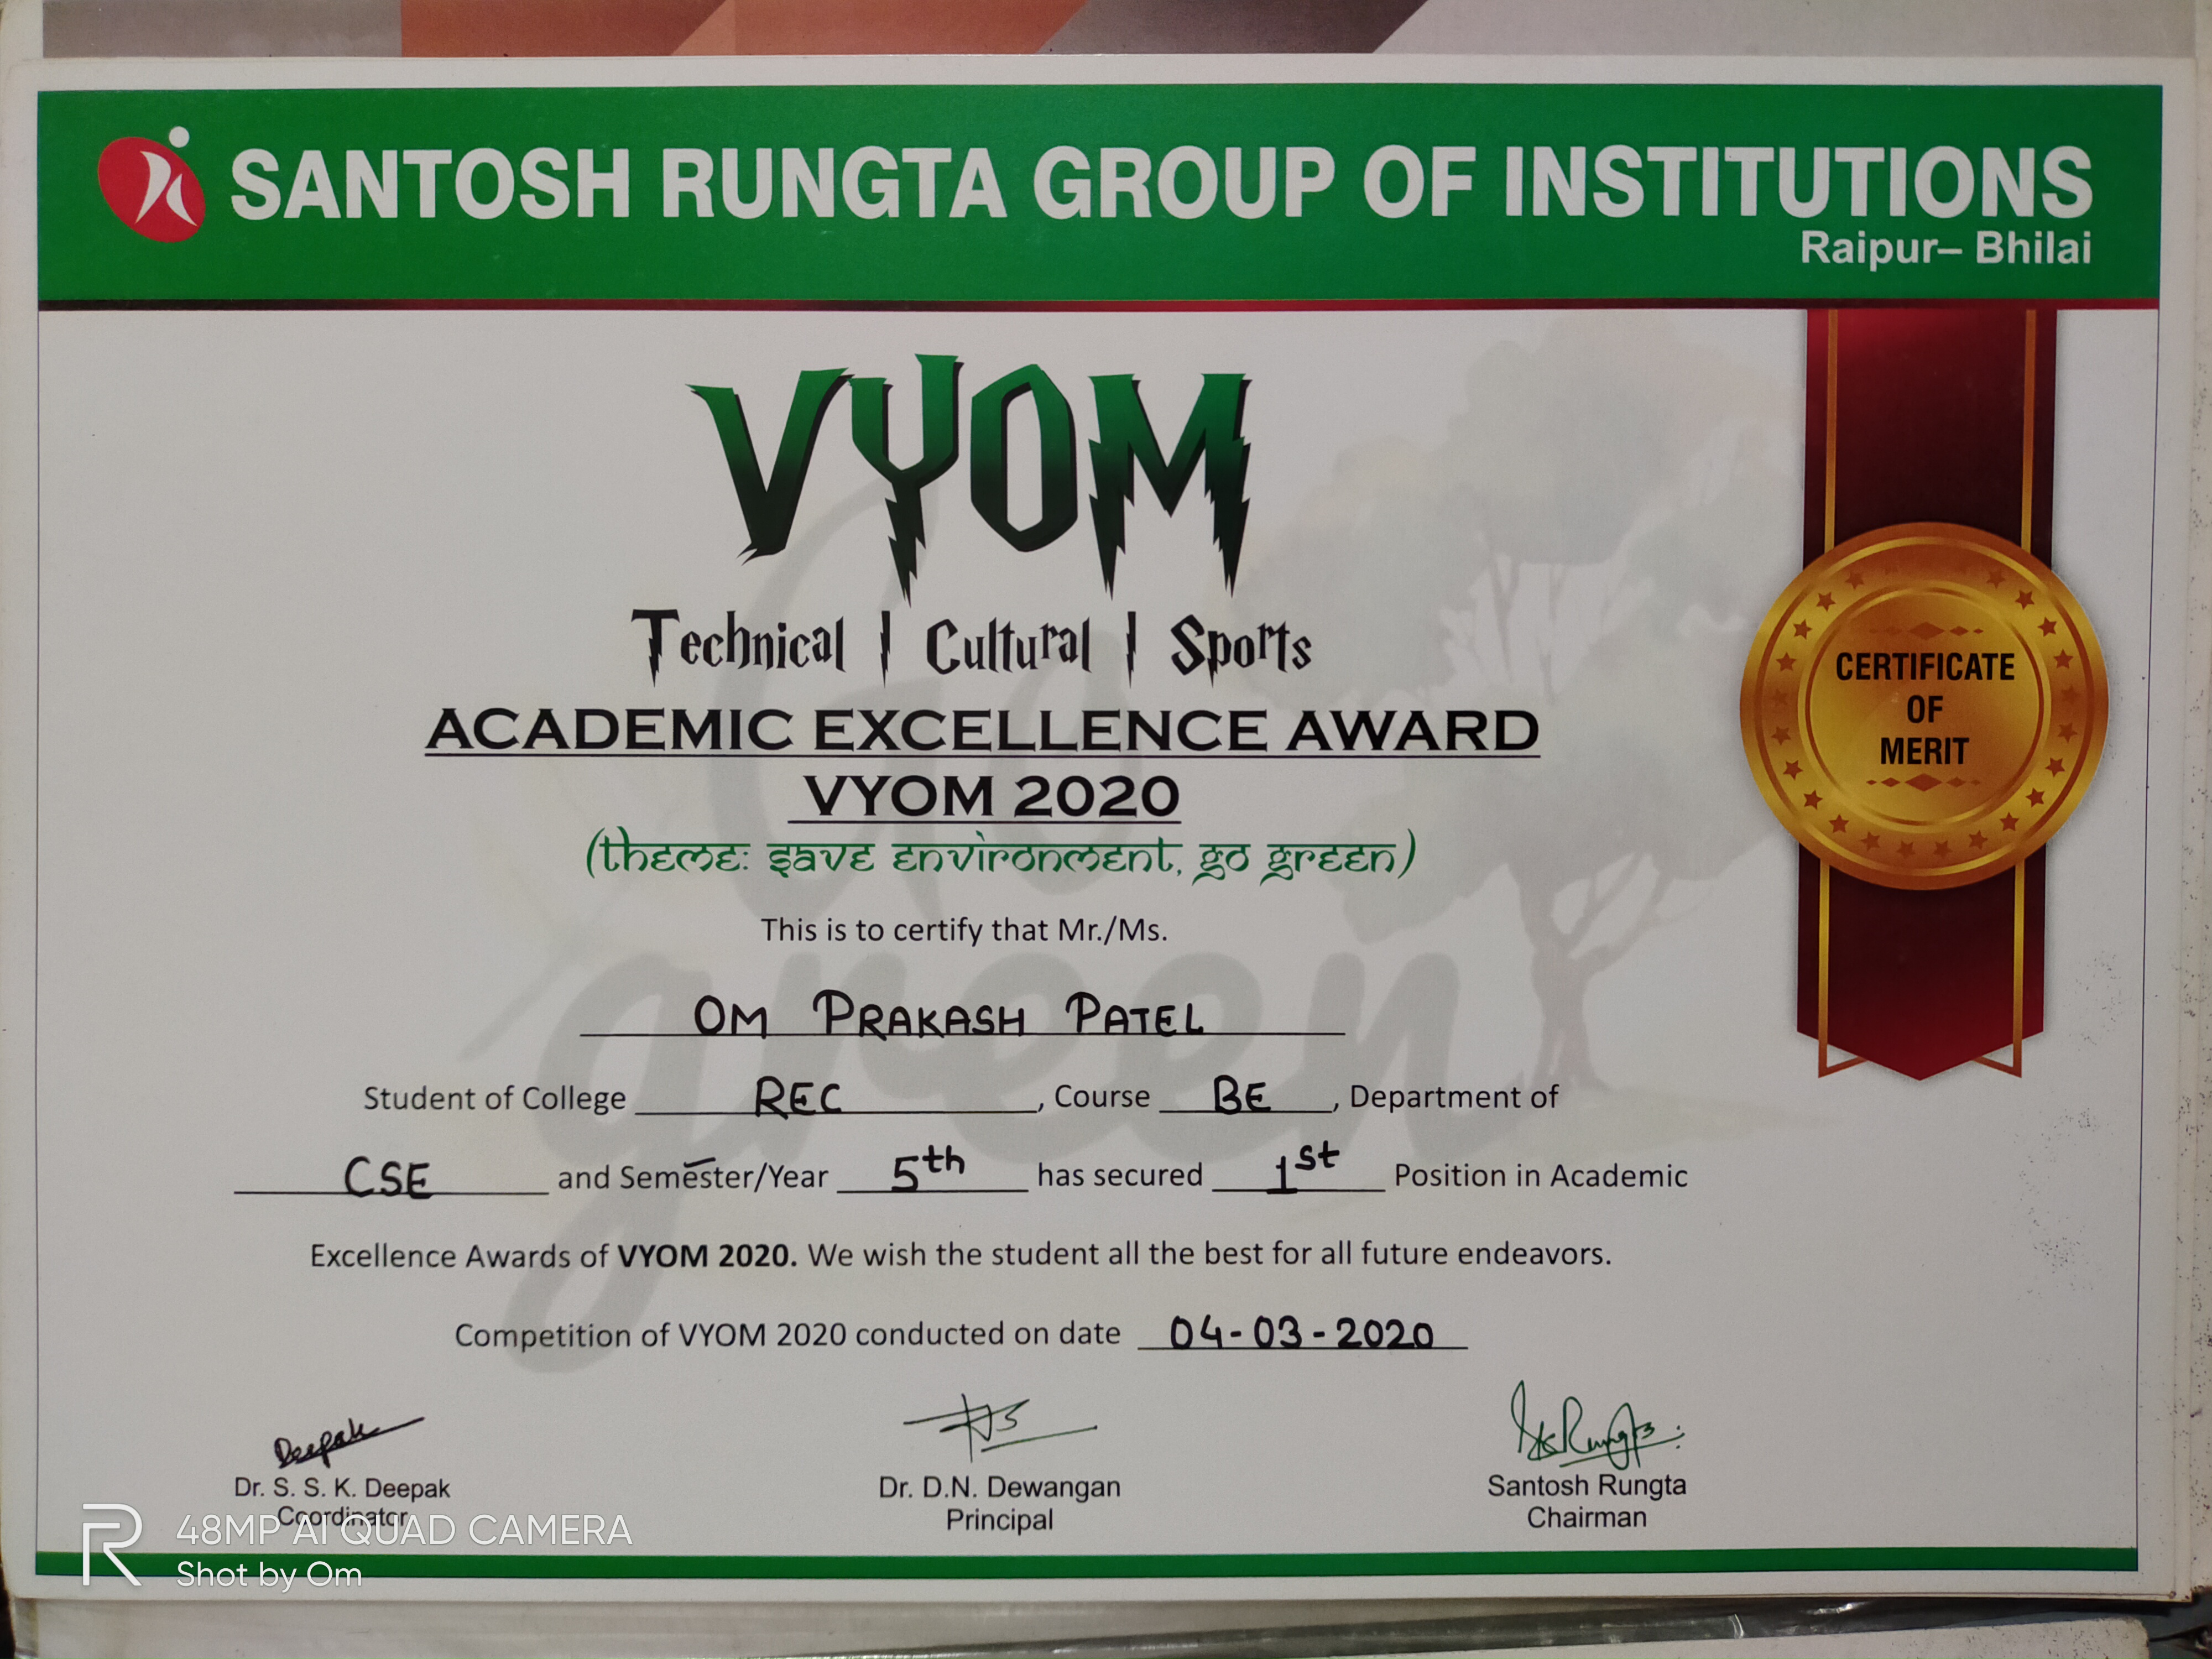 SANTOSH RUNGTA GROUP OF INSTITUTIONS
Raipur– Bhilai
VYOM
Technical | Cultural | Sports
ACADEMIC EXCELLENCE AWARD
VYOM 2020
(theme: save environment, go green)
CERTIFICATE
OF
MERIT
Go
green
This is to certify that Mr./Ms.
OM PRAKASH PATEL
Student of College REC, Course BE, Department of
CSE and Semester/Year 5th has secured 1st Position in Academic
Excellence Awards of VYOM 2020. We wish the student all the best for all future endeavors.
Competition of VYOM 2020 conducted on date 04-03-2020
Deepak
Dr. S. S. K. Deepak
Coordinator
Dr. D.N. Dewangan
Principal
Santosh Rungta
Chairman
R
48MP AI QUAD CAMERA
Shot by Om